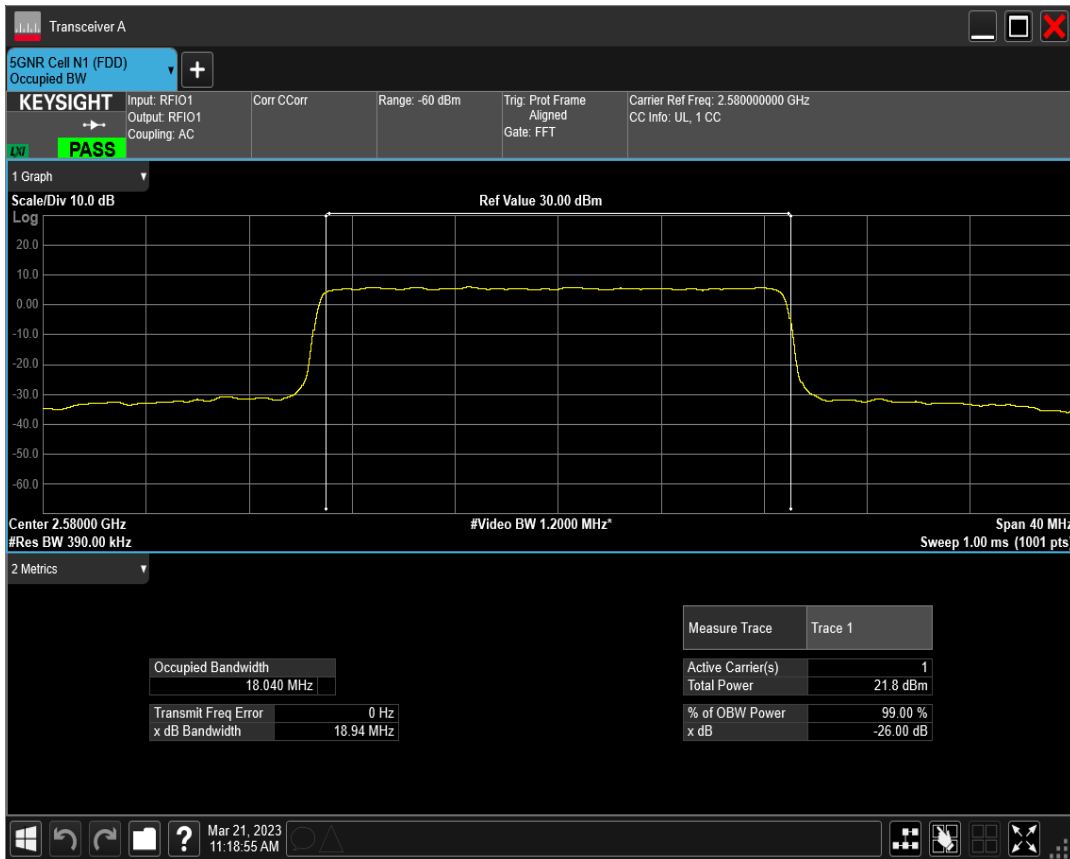 Transceiver A
5GNR Cell N1 (FDD)
Occupied BW
+
KEYSIGHT
LXI
PASS
Input: RFIO1
Output: RFIO1
Coupling: AC
Corr CCorr
Range: -60 dBm
Trig: Prot Frame
Aligned
Gate: FFT
Carrier Ref Freq: 2.580000000 GHz
CC Info: UL, 1 CC
1 Graph
Scale/Div 10.0 dB
Ref Value 30.00 dBm
Log
20.0
10.0
0.00
-10.0
-20.0
-30.0
-40.0
-50.0
-60.0
Center 2.58000 GHz
#Video BW 1.2000 MHz*
Span 40 MHz
#Res BW 390.00 kHz
Sweep 1.00 ms (1001 pts)
2 Metrics
Measure Trace Trace 1
Occupied Bandwidth
18.040 MHz
Transmit Freq Error 0 Hz
x dB Bandwidth 18.94 MHz
Active Carrier(s) 1
Total Power 21.8 dBm
% of OBW Power 99.00 %
x dB -26.00 dB
?
Mar 21, 2023
11:18:55 AM